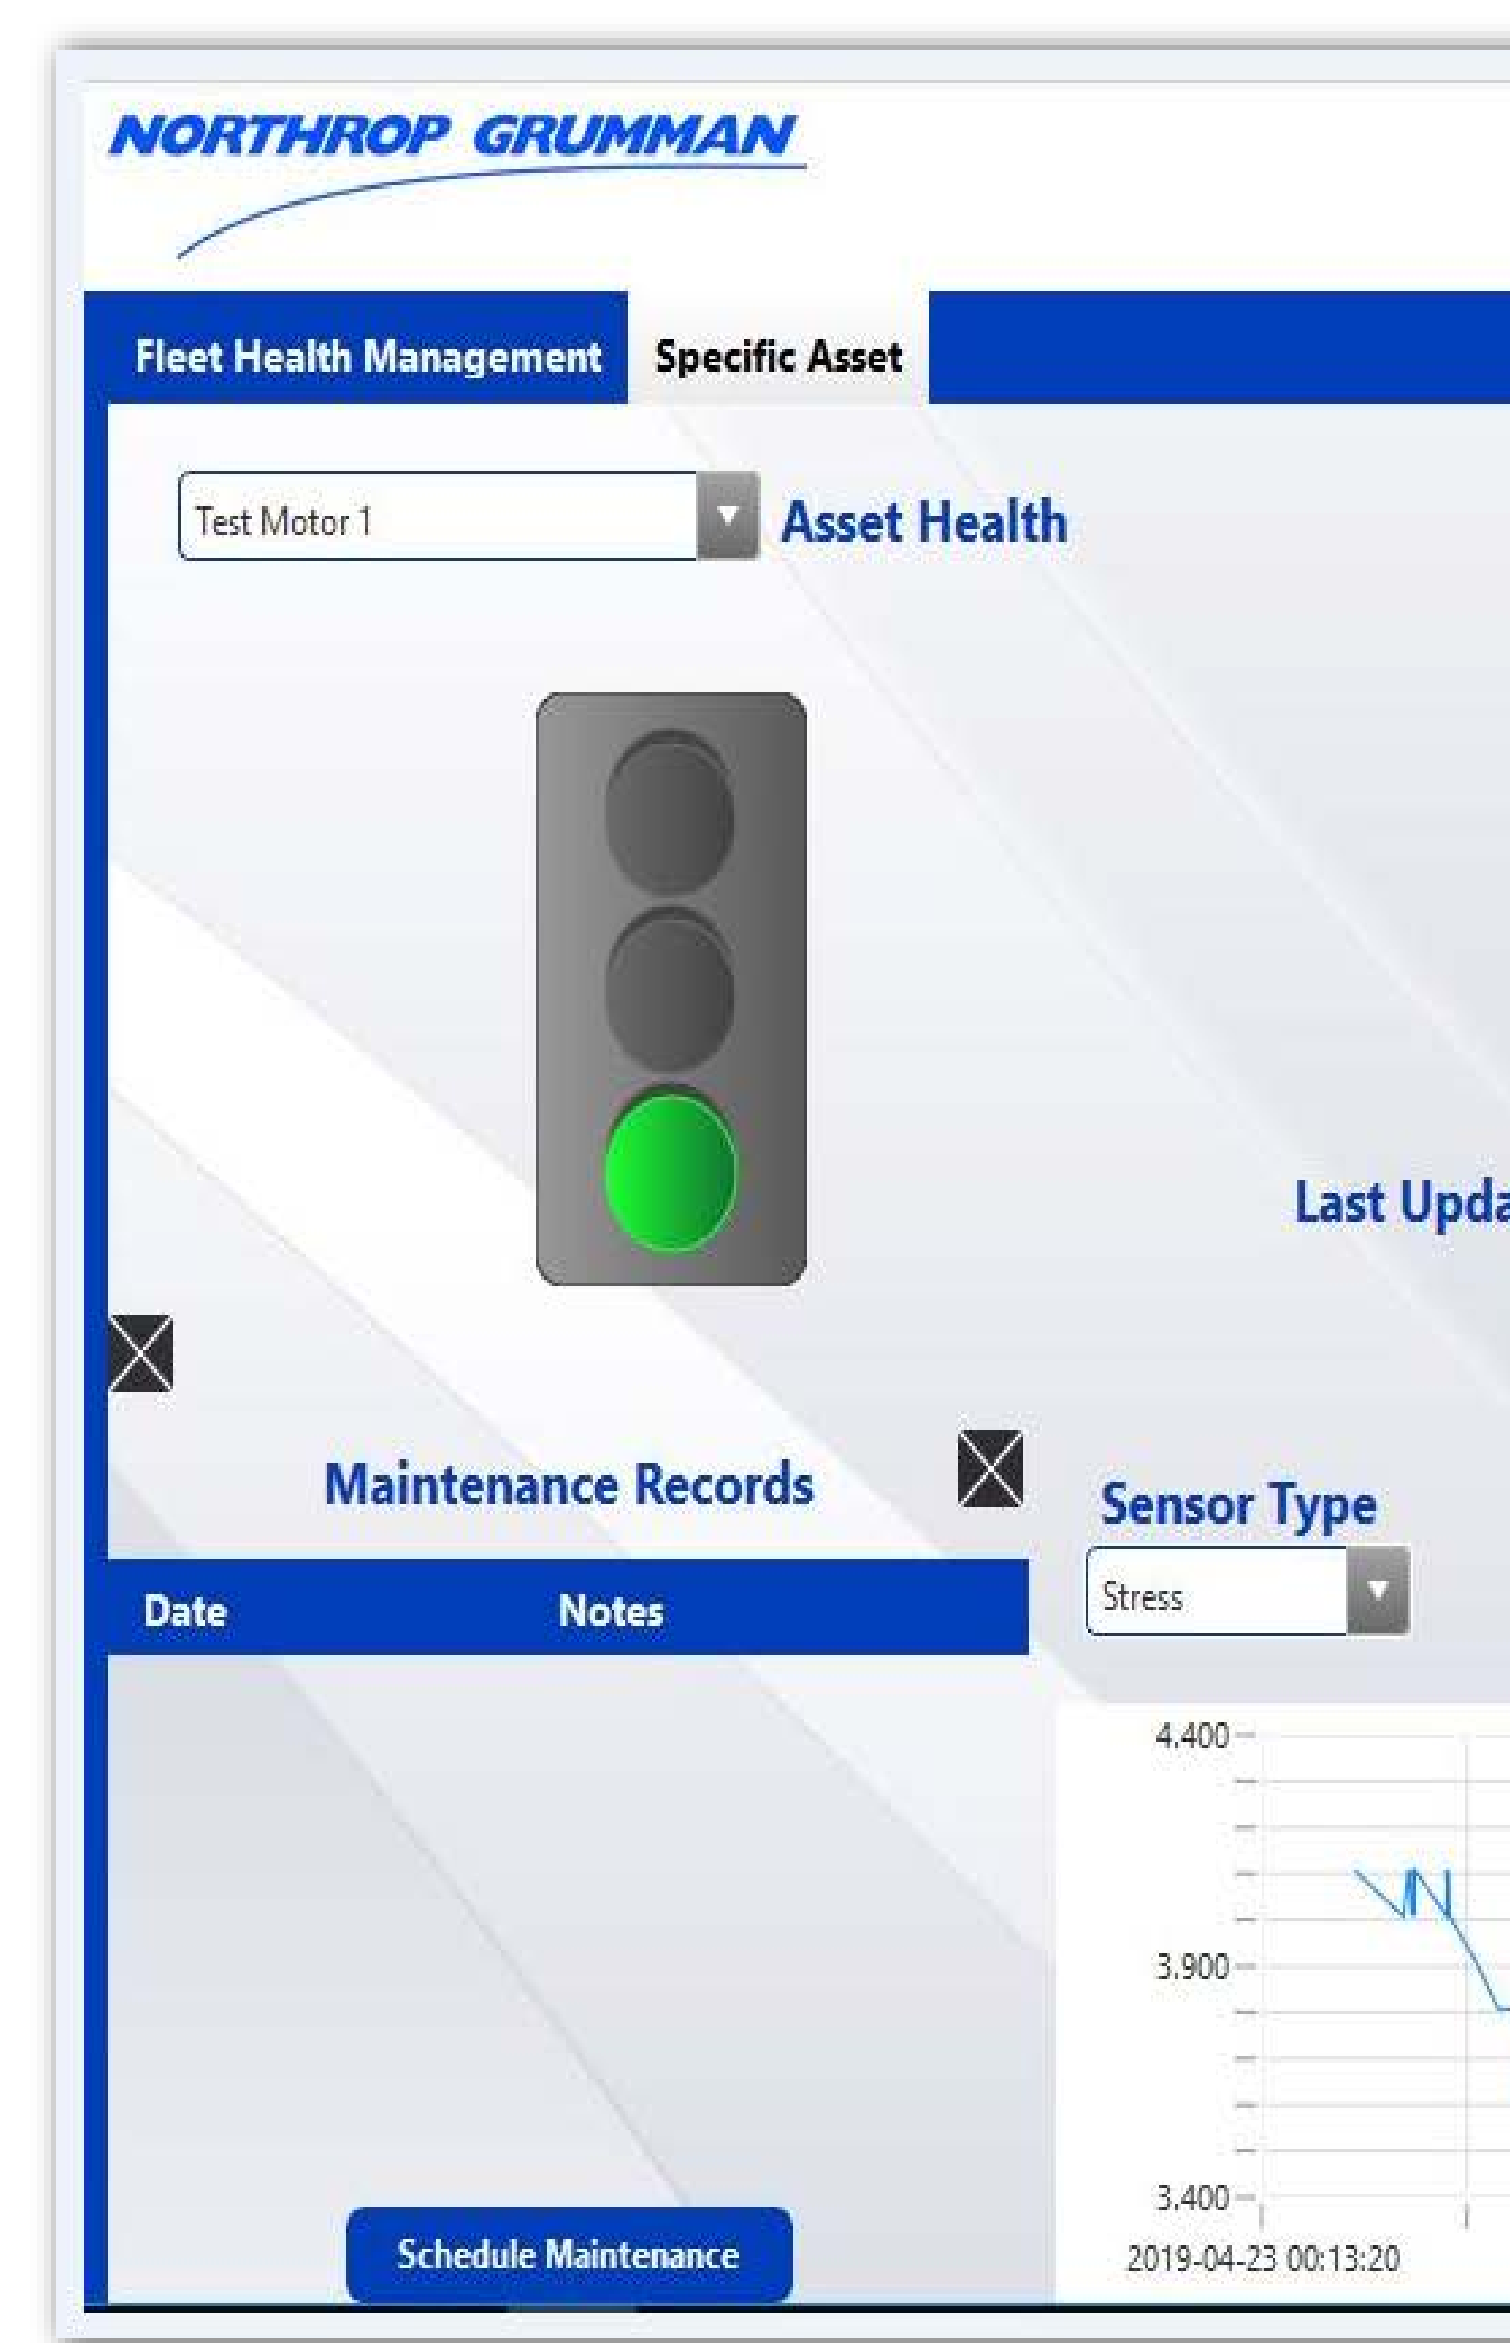 NORTHROP GRUMMAN
Fleet Health Management
Specific Asset
Test Motor 1
Asset Health
Last Upda
Maintenance Records
Sensor Type
Stress
Date
Notes
4.400
3.900
3.400
2019-04-23 00:13:20
Schedule Maintenance